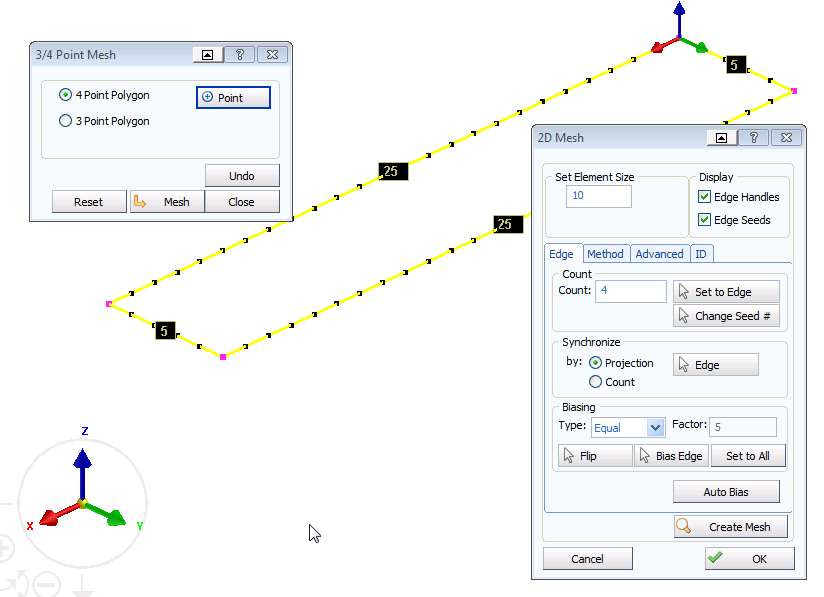 3/4 Point Mesh
?
4 Point Polygon
Point
3 Point Polygon
Undo
Reset
Mesh
Close
5
25
25
5
2D Mesh
?
Set Element Size
10
Display
Edge Handles
Edge Seeds
Edge
Method
Advanced
ID
Count
Count: 4
Set to Edge
Change Seed #
Synchronize
by: Projection
Count
Edge
Biasing
Type: Equal
Factor: 5
Flip
Bias Edge
Set to All
Auto Bias
Create Mesh
Cancel
OK
Z
X
Y